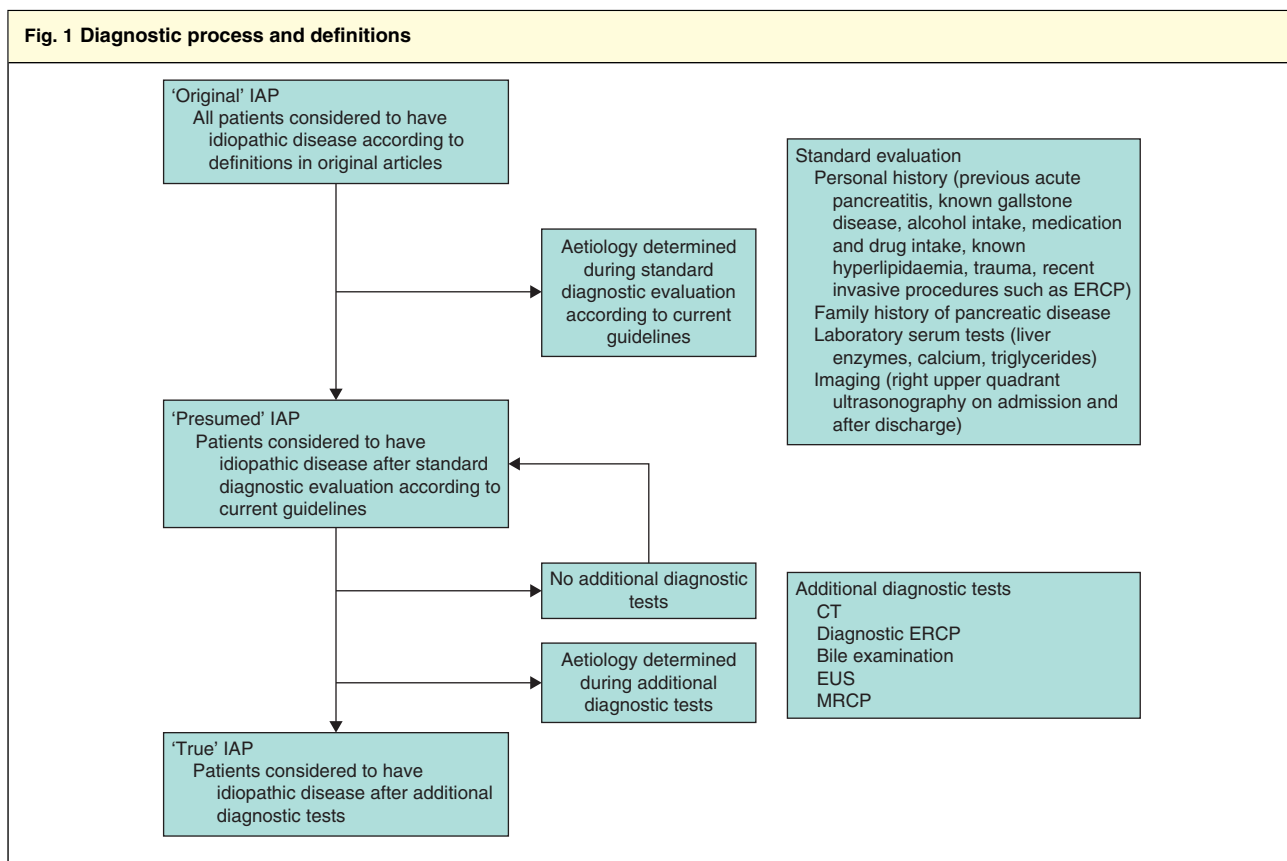 Fig. 1 Diagnostic process and definitions
'Original' IAP
All patients considered to have
idiopathic disease according to
definitions in original articles
Standard evaluation
Personal history (previous acute
pancreatitis, known gallstone
disease, alcohol intake, medication
and drug intake, known
hyperlipidaemia, trauma, recent
invasive procedures such as ERCP)
Family history of pancreatic disease
Laboratory serum tests (liver
enzymes, calcium, triglycerides)
Imaging (right upper quadrant
ultrasonography on admission and
after discharge)
Aetiology determined
during standard
diagnostic evaluation
according to current
guidelines
'Presumed' IAP
Patients considered to have
idiopathic disease after standard
diagnostic evaluation according to
current guidelines
No additional diagnostic
tests
Additional diagnostic tests
CT
Diagnostic ERCP
Bile examination
EUS
MRCP
Aetiology determined
during additional
diagnostic tests
'True' IAP
Patients considered to have
idiopathic disease after additional
diagnostic tests